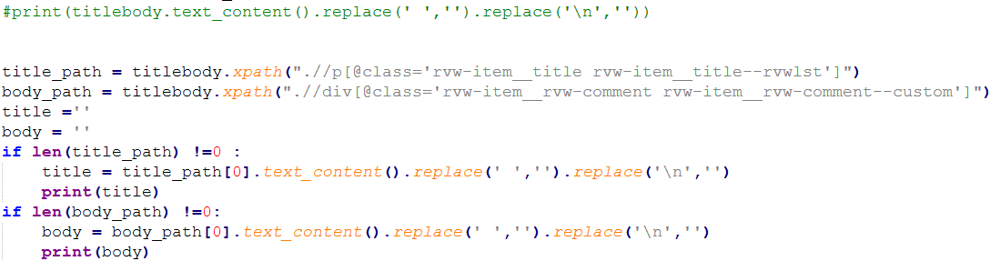 #print(titlebody.text_content().replace(' ','').replace('\n',''))
title_path = titlebody.xpath(".//p[@class='rvw-item__title rvw-item__title--rvwlst']")
body_path = titlebody.xpath(".//div[@class='rvw-item__rvw-comment rvw-item__rvw-comment--custom']")
title =''
body = ''
if len(title_path) !=0 :
    title = title_path[0].text_content().replace(' ','').replace('\n','')
    print(title)
if len(body_path) !=0:
    body = body_path[0].text_content().replace(' ','').replace('\n','')
    print(body)